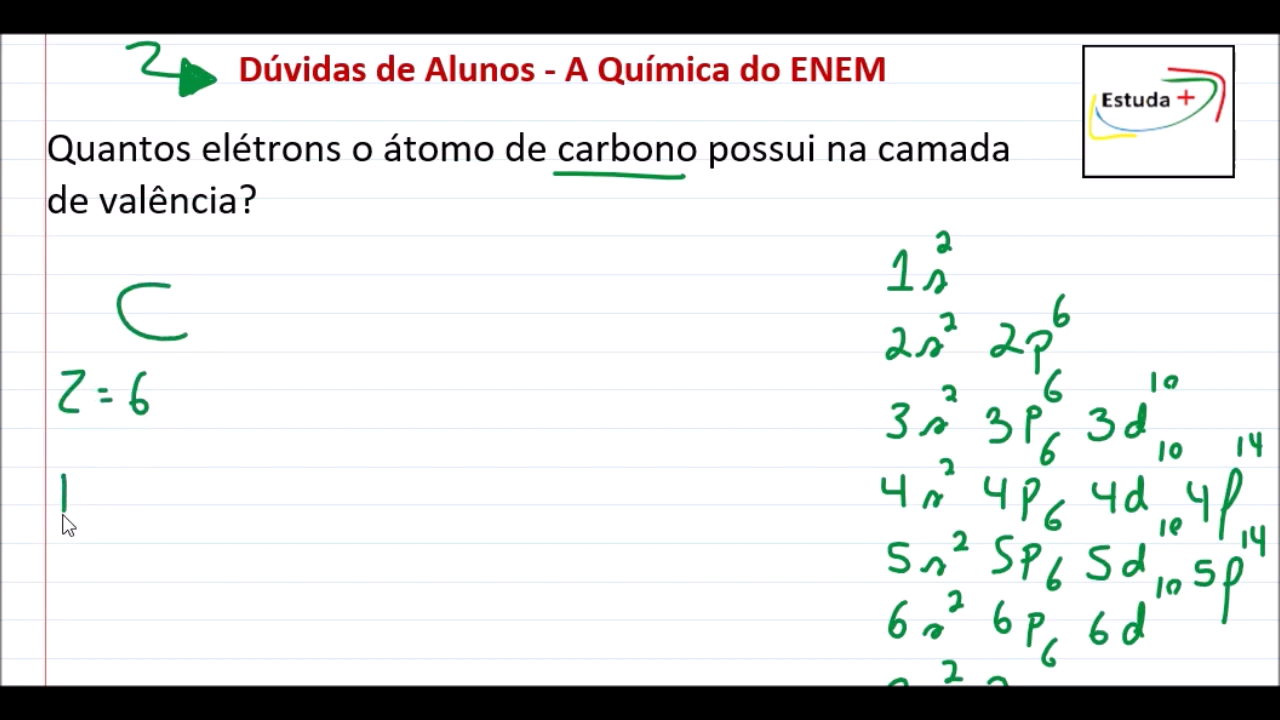 Dúvidas de Alunos - A Química do ENEM
Estuda +
Quantos elétrons o átomo de carbono possui na camada
de valência?
C
Z = 6
1
1s²
2s² 2p⁶
3s² 3p⁶ 3d¹⁰
4s² 4p⁶ 4d¹⁰ 4f¹⁴
5s² 5p⁶ 5d¹⁰ 5f¹⁴
6s² 6p⁶ 6d¹⁰